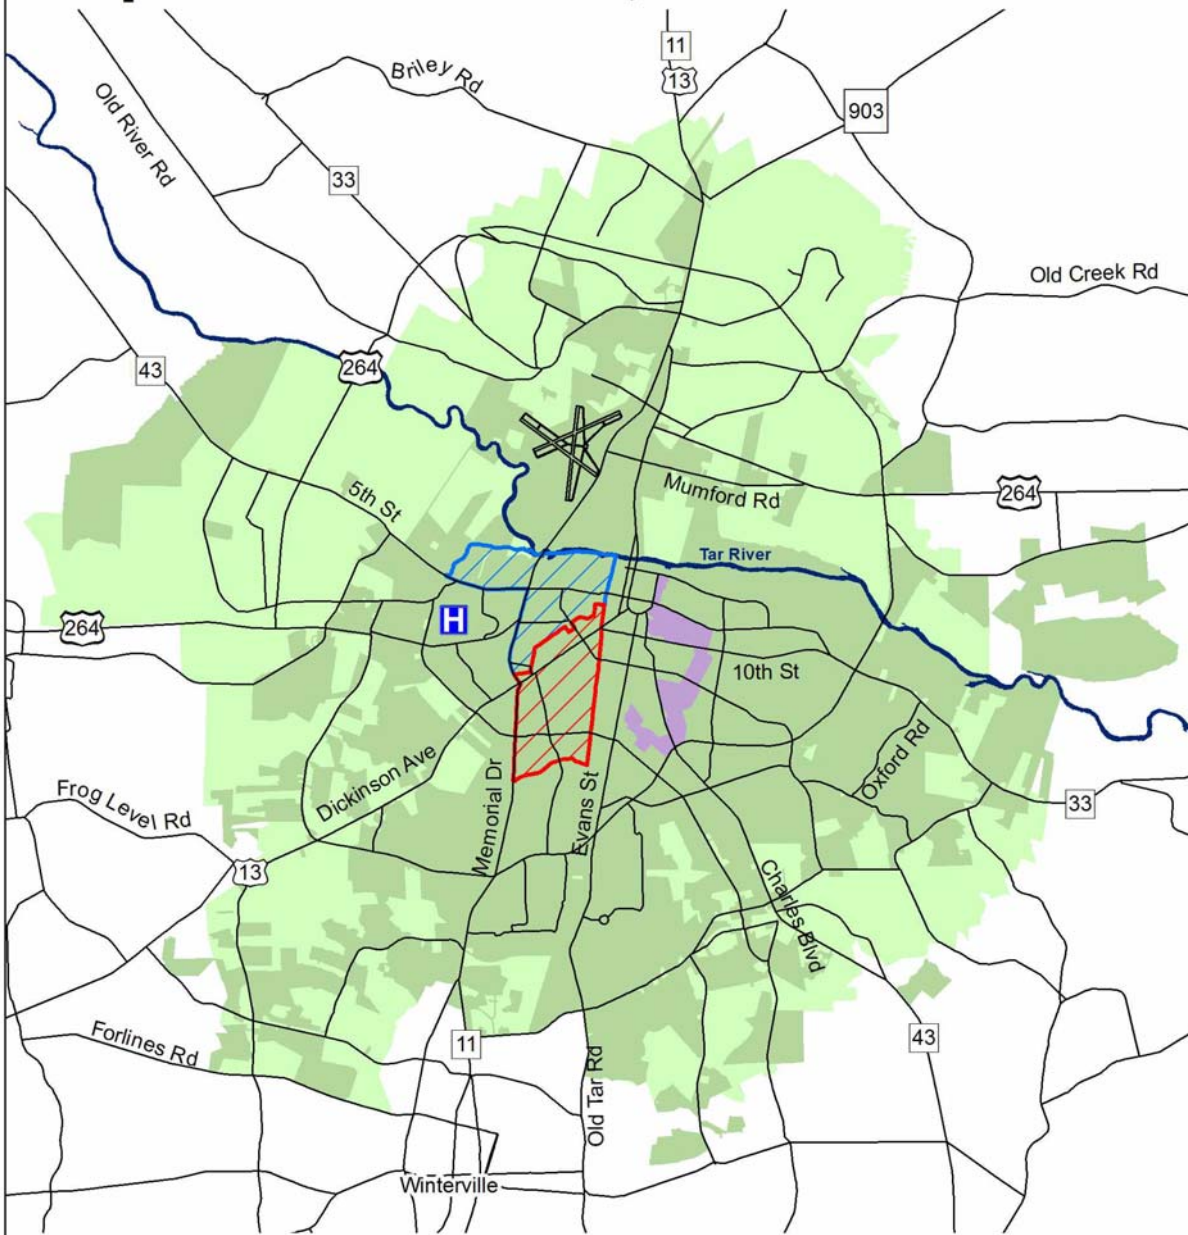 11
13
Briley Rd
903
Old River Rd
33
Old Creek Rd
43
264
5th St
Mumford Rd
264
Tar River
H
264
10th St
Oxford Rd
Dickinson Ave
Memorial Dr
Evans St
Frog Level Rd
33
13
Charles Blvd
Forlines Rd
11
43
Old Tar Rd
Winterville